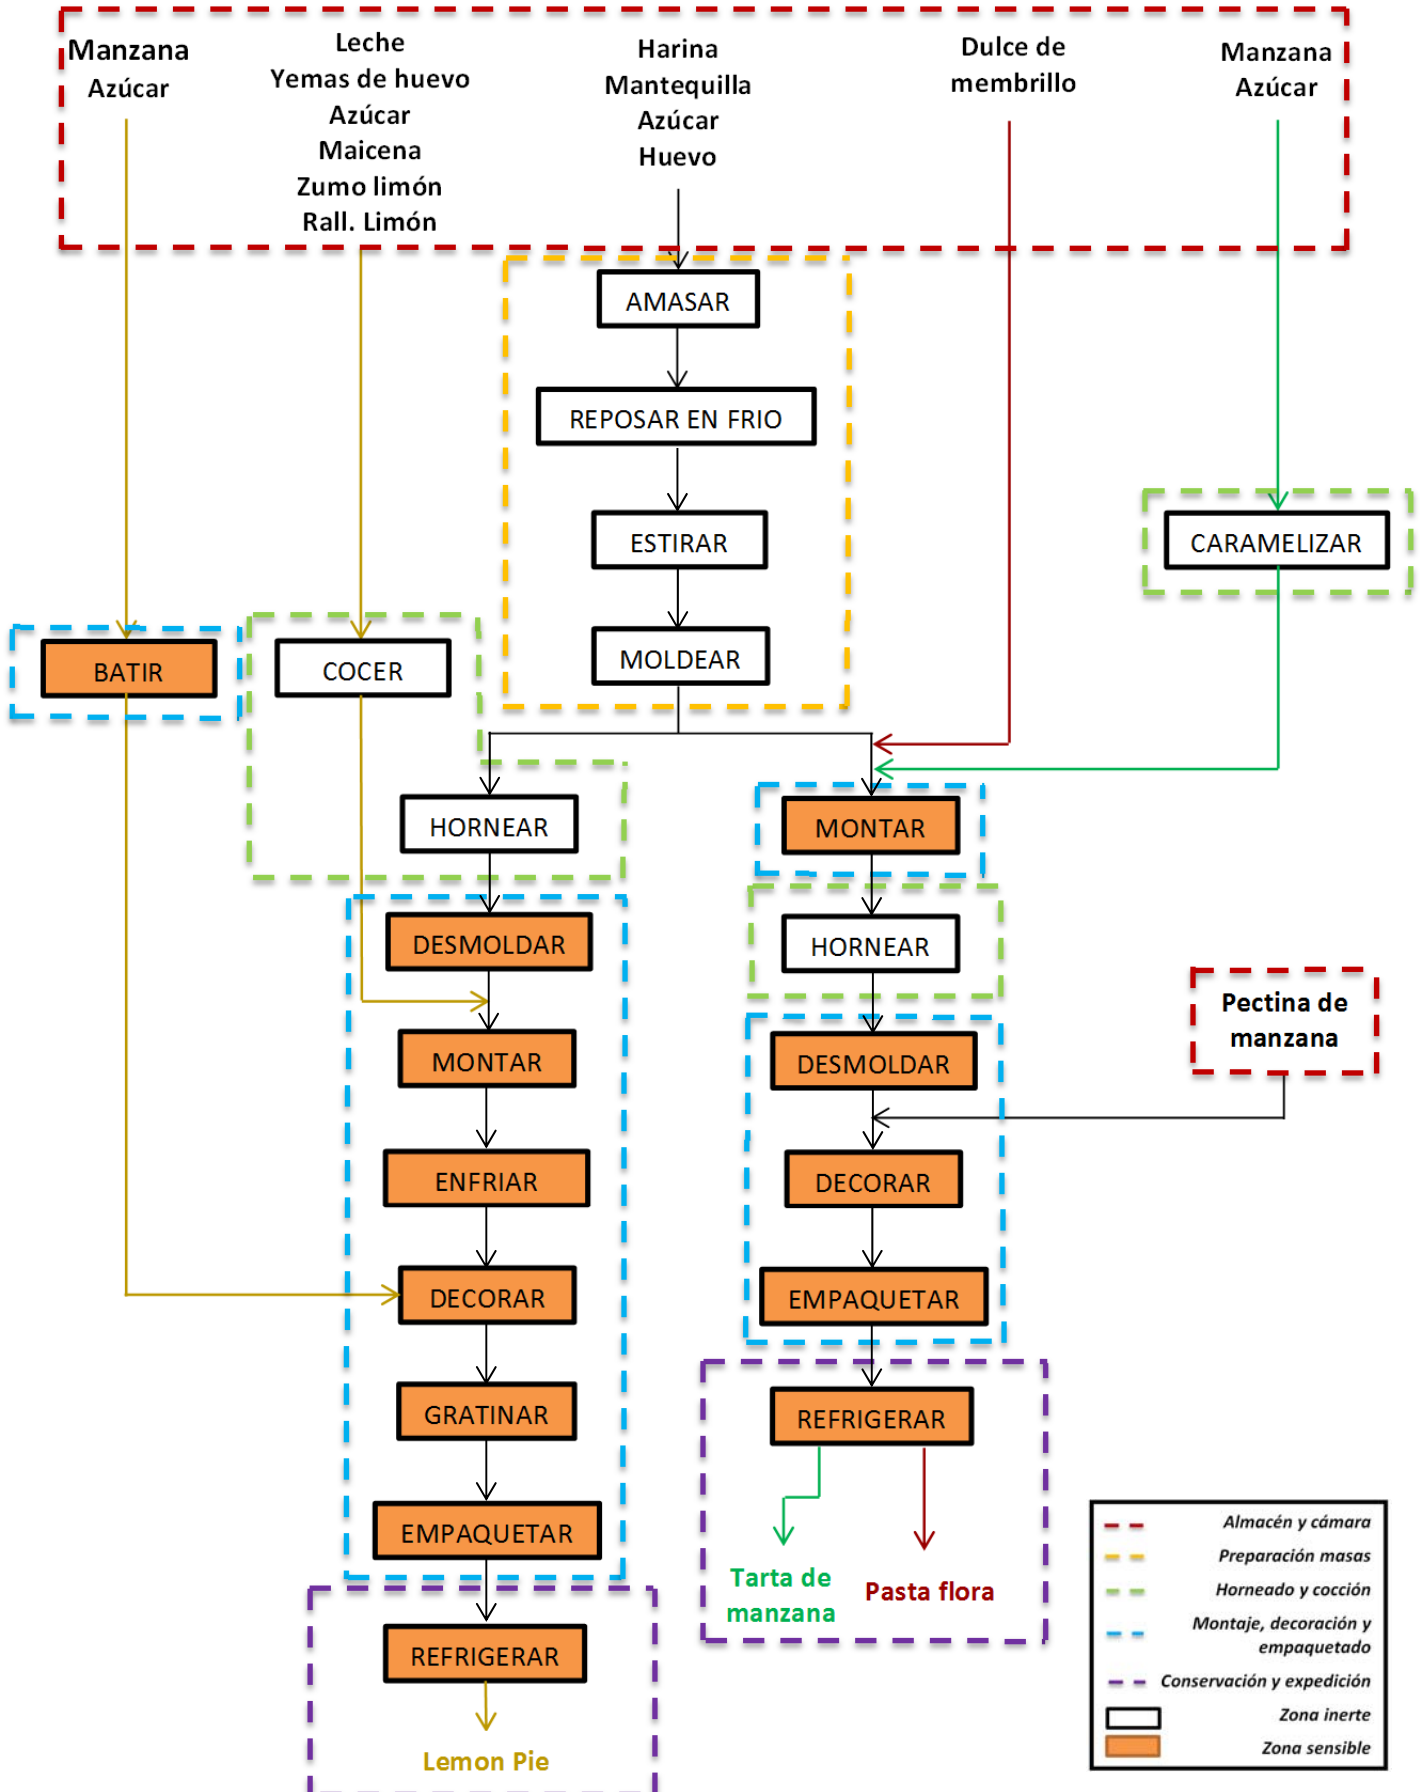 Manzana
Azúcar
Leche
Yemas de huevo
Azúcar
Maicena
Zumo limón
Rall. Limón
Harina
Mantequilla
Azúcar
Huevo
Dulce de
membrillo
Manzana
Azúcar
AMASAR
REPOSAR EN FRIO
ESTIRAR
CARAMELIZAR
MOLDEAR
BATIR
COCER
HORNEAR
MONTAR
DESMOLDAR
HORNEAR
Pectina de
manzana
MONTAR
DESMOLDAR
ENFRIAR
DECORAR
DECORAR
EMPAQUETAR
GRATINAR
REFRIGERAR
EMPAQUETAR
Tarta de
manzana
Pasta flora
REFRIGERAR
Lemon Pie
Almacén y cámara
Preparación masas
Horneado y cocción
Montaje, decoración y
empaquetado
Conservación y expedición
Zona inerte
Zona sensible